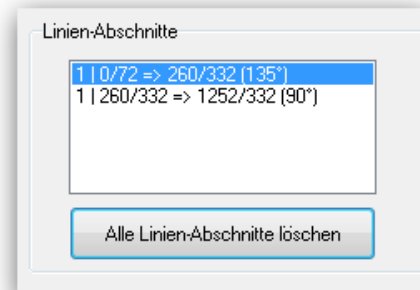 Linien-Abschnitte
1 | 0/72 => 260/332 (135°)
1 | 260/332 => 1252/332 (90°)
Alle Linien-Abschnitte löschen